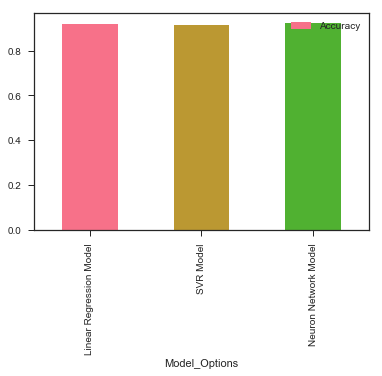 Accuracy
0.8
0.6
0.4
0.2
0.0
Linear Regression Model
SVR Model
Neuron Network Model
Model_Options